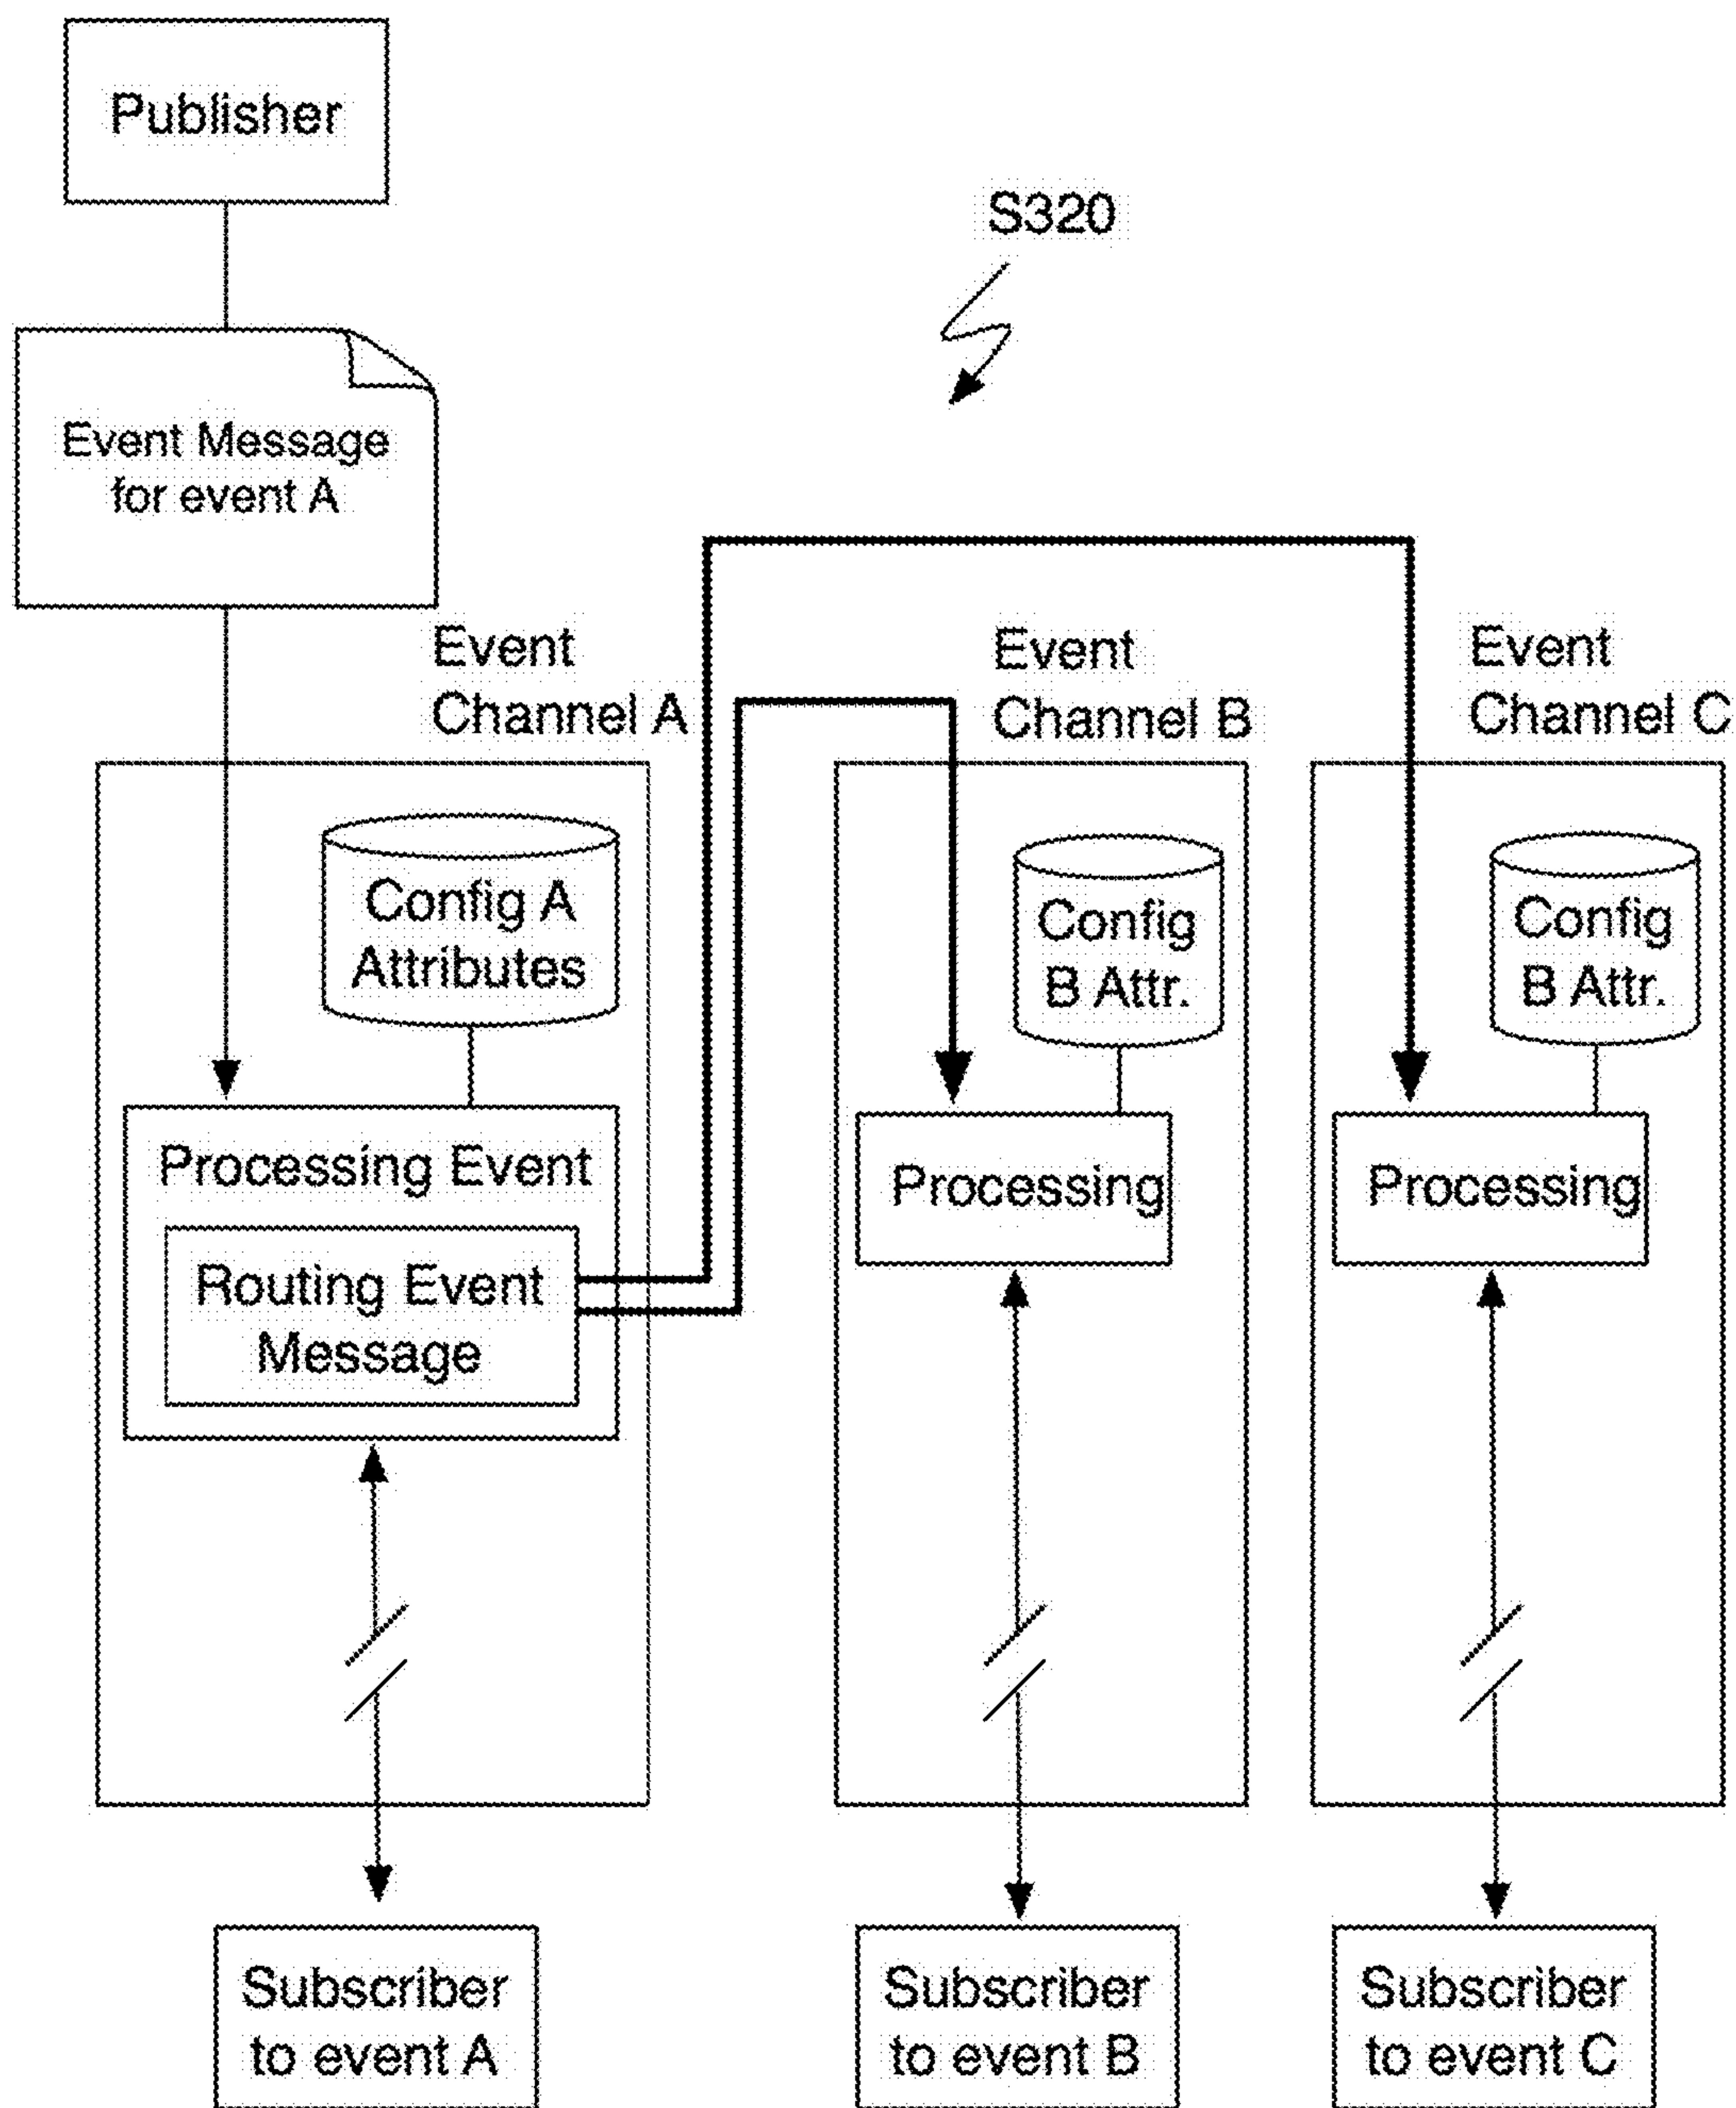 Publisher
S320
Event Message
for event A
Event
Channel A
Event
Channel B
Event
Channel C
Config A
Attributes
Config
B Attr.
Config
B Attr.
Processing Event
Routing Event
Message
Processing
Processing
Subscriber
to event A
Subscriber
to event B
Subscriber
to event C